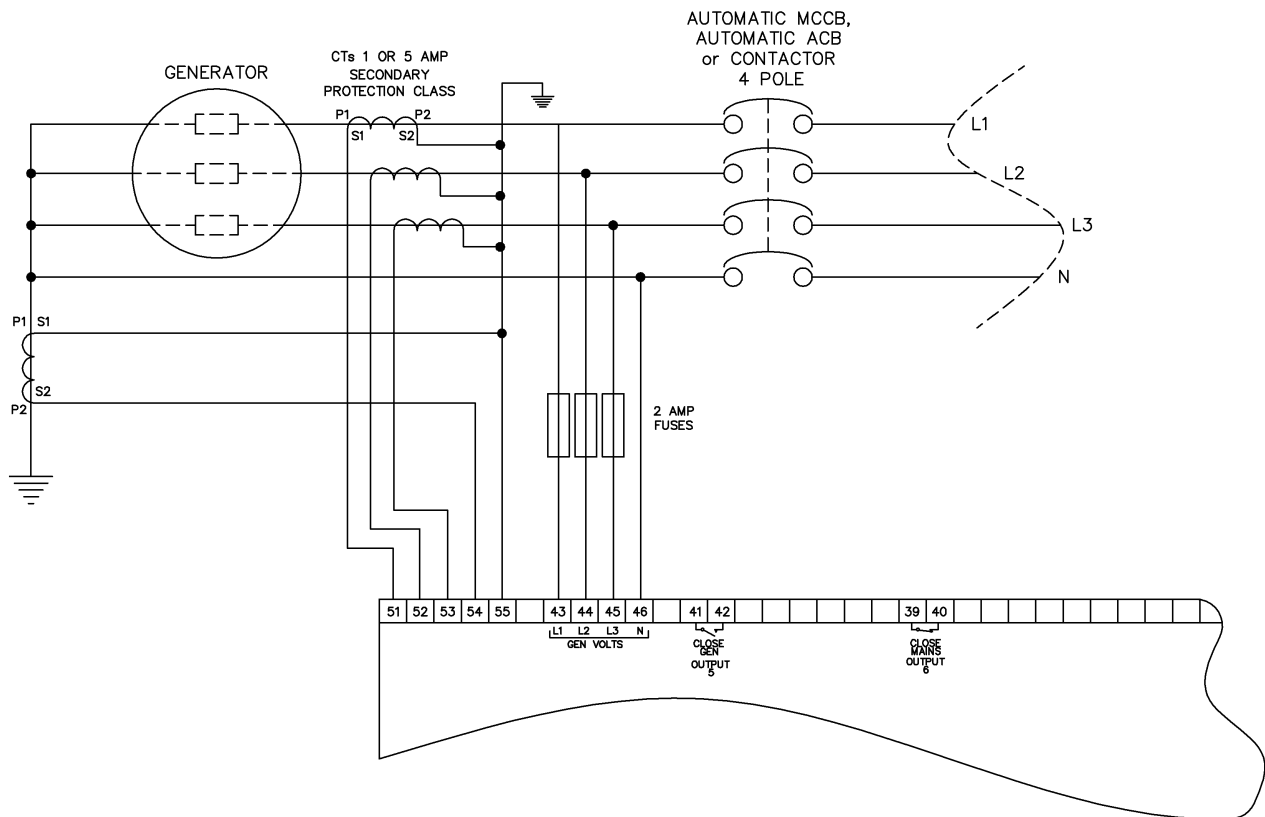 AUTOMATIC MCCB,
AUTOMATIC ACB
or CONTACTOR
4 POLE
GENERATOR
CTs 1 OR 5 AMP
SECONDARY
PROTECTION CLASS
P1
P2
S1
S2
L1
L2
L3
N
P1
S1
S2
P2
2 AMP
FUSES
51
52
53
54
55
43
44
45
46
41
42
39
40
L1
L2
L3
N
GEN VOLTS
CLOSE
GEN
OUTPUT
5
CLOSE
MAINS
OUTPUT
6